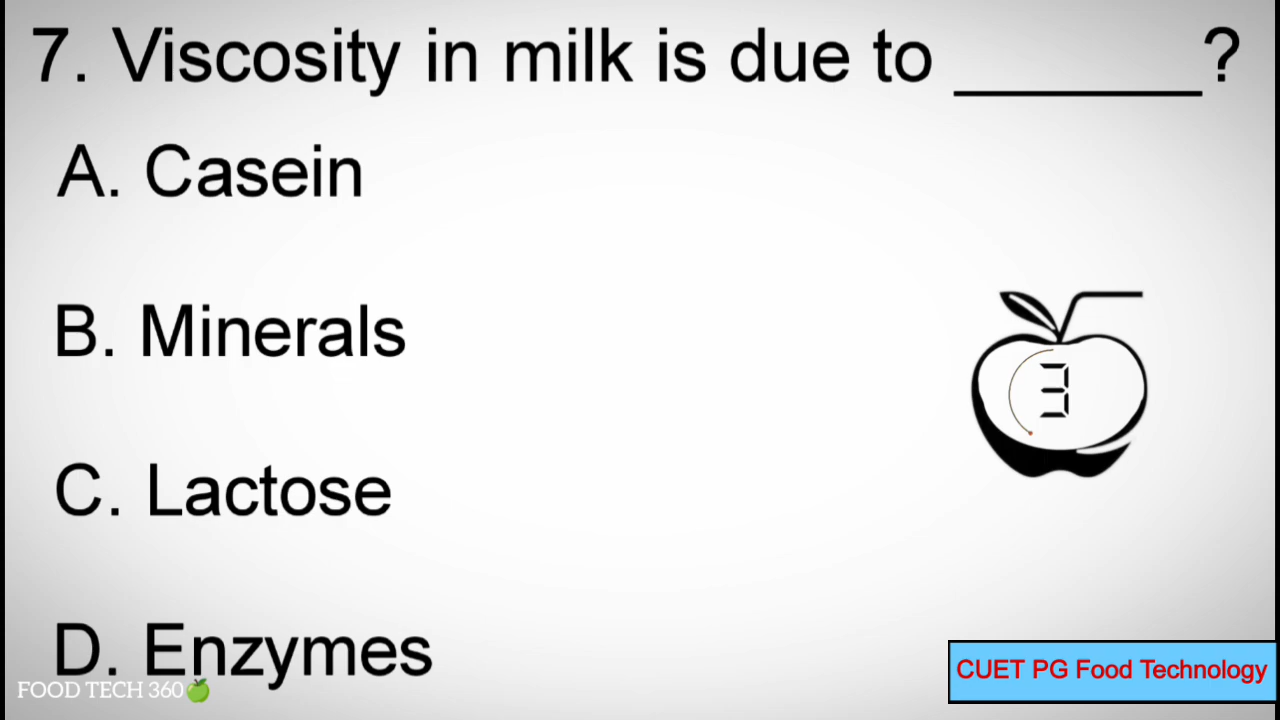 7. Viscosity in milk is due to _______?
A. Casein
B. Minerals
3
C. Lactose
D. Enzymes
CUET PG Food Technology
FOOD TECH 360🍏